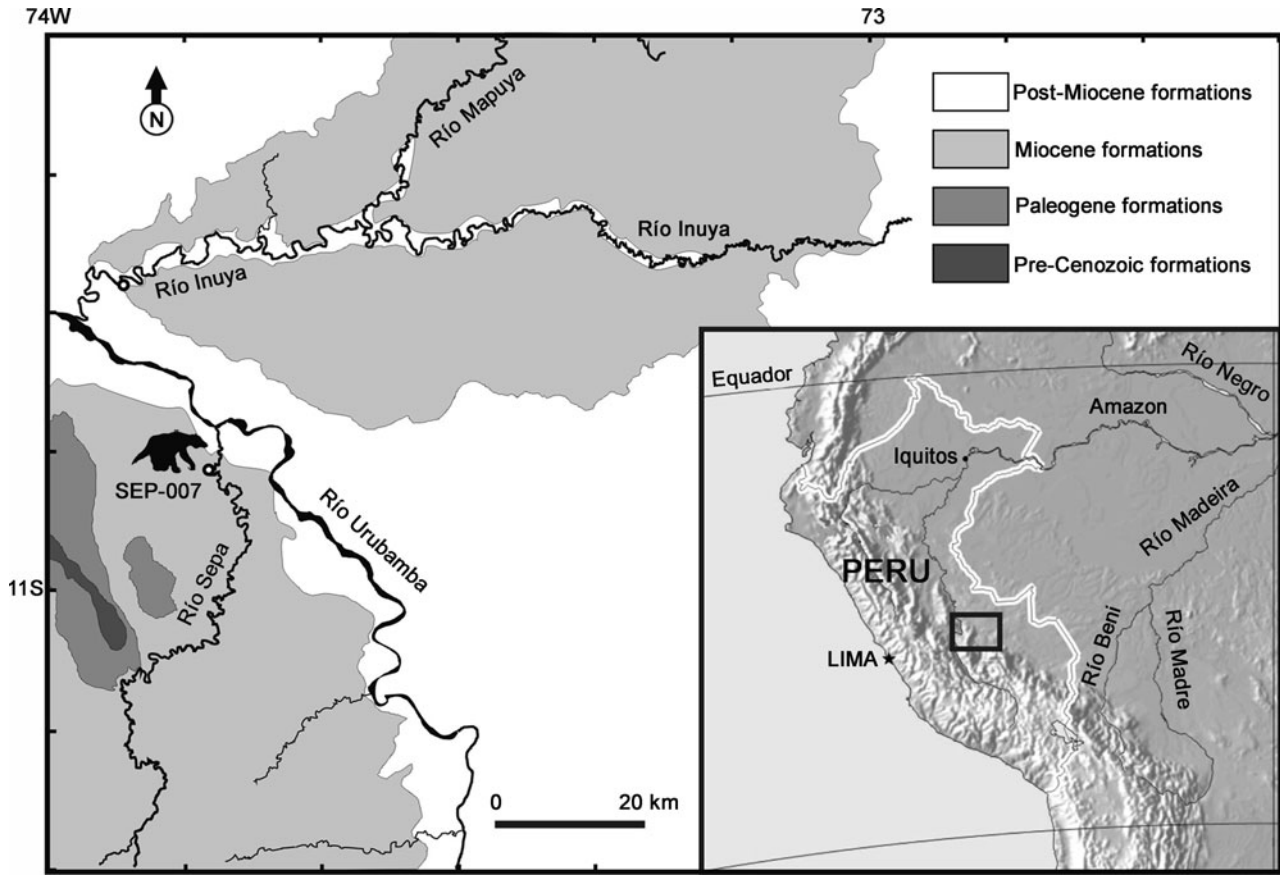 74W
73
N
Río Mapuya
Post-Miocene formations
Miocene formations
Paleogene formations
Pre-Cenozoic formations
Río Inuya
Río Inuya
SEP-007
Río Urubamba
11S
Río Sepa
0 20 km
Equador
Río Negro
Amazon
Iquitos
Río Madeira
PERU
Río Beni
Río Madre
LIMA